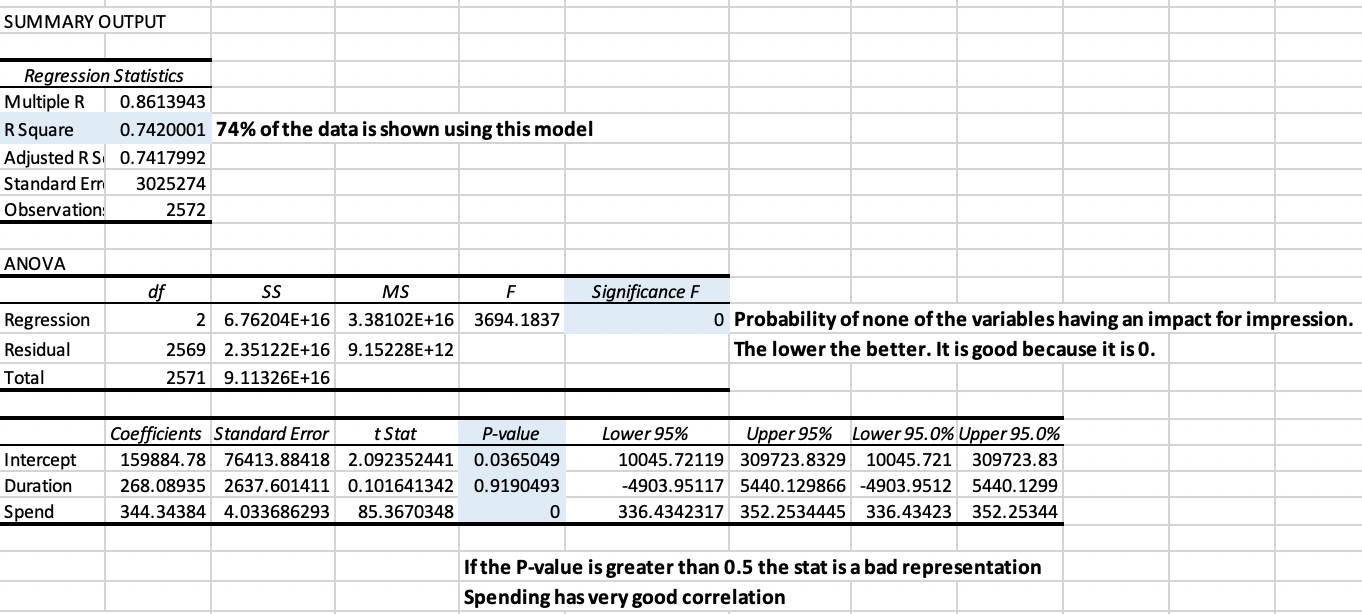 SUMMARY OUTPUT
Regression Statistics
Multiple R 0.8613943
R Square 0.7420001 74% of the data is shown using this model
Adjusted R S 0.7417992
Standard Err 3025274
Observations 2572
ANOVA
df SS MS F Significance F
Regression 2 6.76204E+16 3.38102E+16 3694.1837 0 Probability of none of the variables having an impact for impression.
Residual 2569 2.35122E+16 9.15228E+12 The lower the better. It is good because it is 0.
Total 2571 9.11326E+16
Coefficients Standard Error t Stat P-value Lower 95% Upper 95% Lower 95.0% Upper 95.0%
Intercept 159884.78 76413.88418 2.092352441 0.0365049 10045.72119 309723.8329 10045.721 309723.83
Duration 268.08935 2637.601411 0.101641342 0.9190493 -4903.95117 5440.129866 -4903.9512 5440.1299
Spend 344.34384 4.033686293 85.3670348 0 336.4342317 352.2534445 336.43423 352.25344
If the P-value is greater than 0.5 the stat is a bad representation
Spending has very good correlation